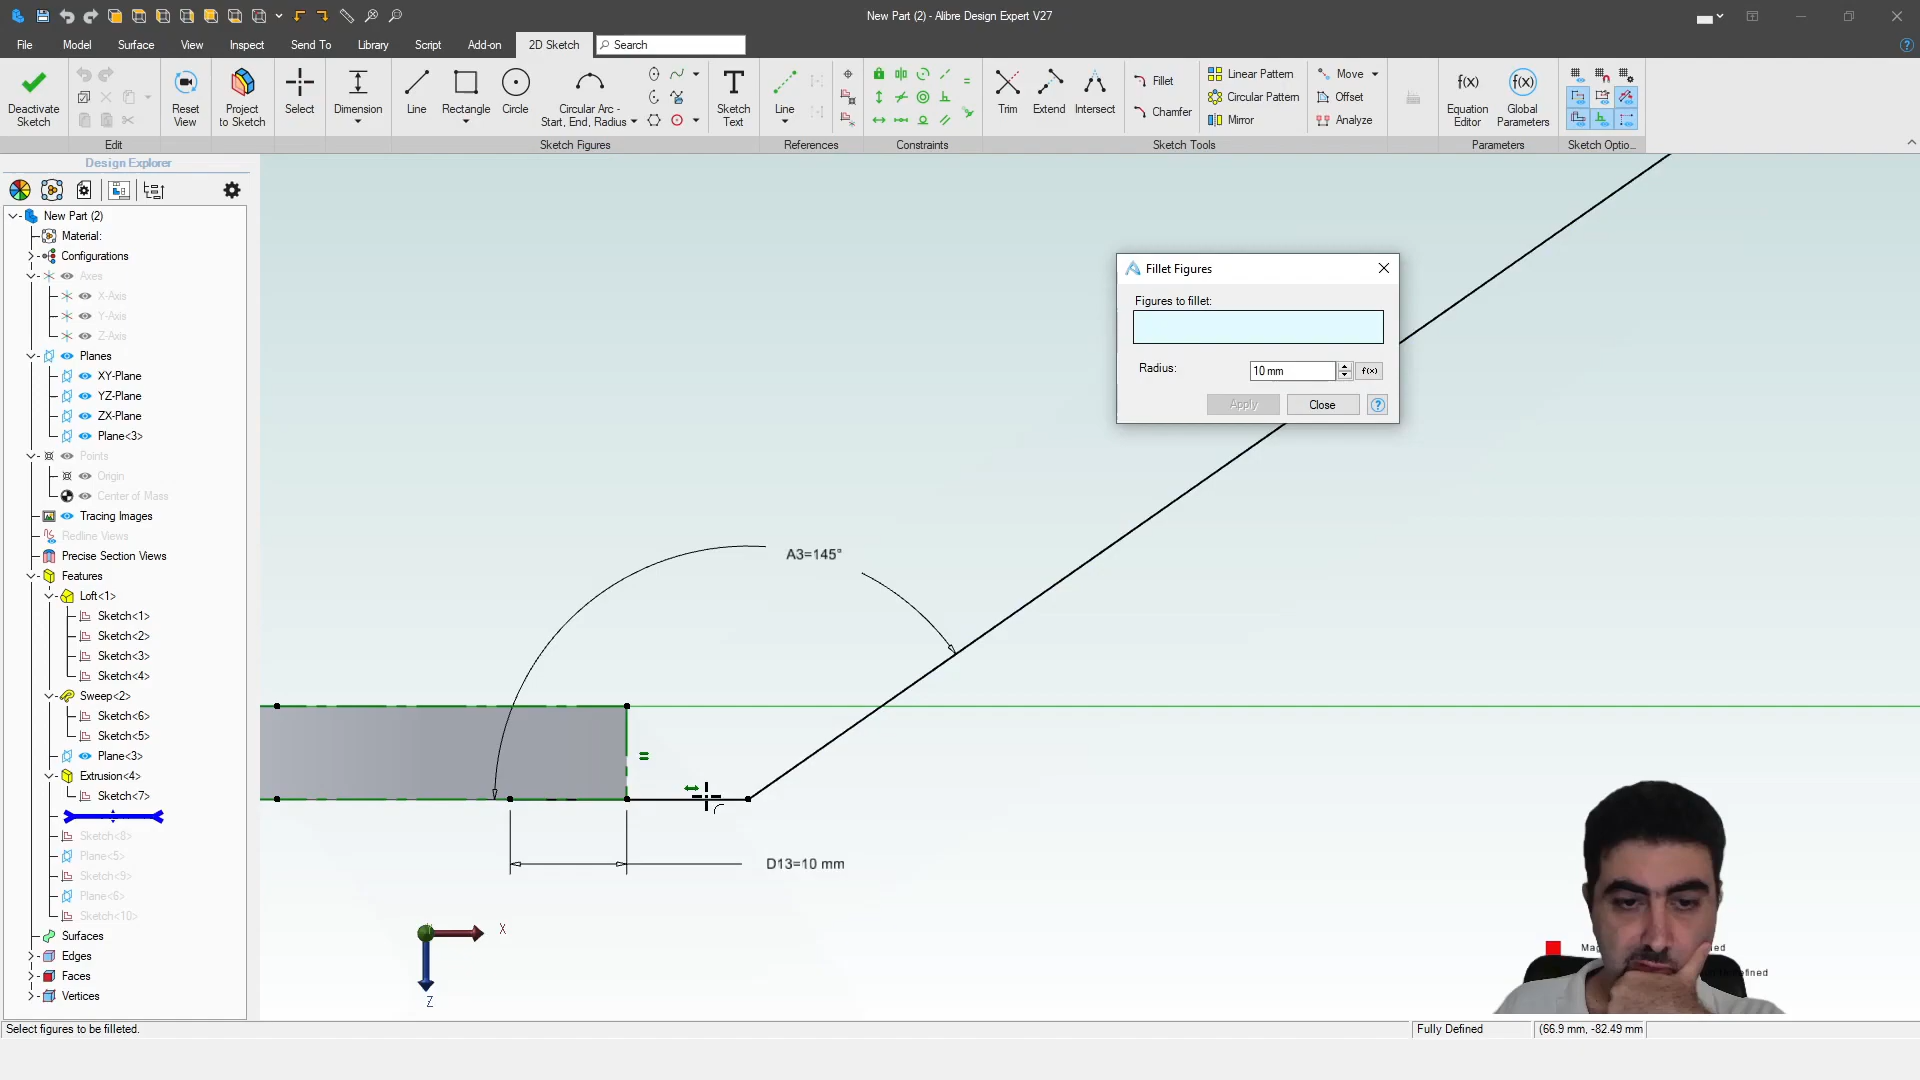 New Part (2) - Alibre Design Expert V27
File
Model
Surface
View
Inspect
Send To
Library
Script
Add-on
2D Sketch
Search
Deactivate
Sketch
Reset
View
Project
to Sketch
Select
Dimension
Line
Rectangle
Circle
Circular Arc -
Start, End, Radius
Sketch
Text
Line
Trim
Extend
Intersect
Fillet
Chamfer
Linear Pattern
Circular Pattern
Mirror
Move
Offset
Analyze
f(x)
Equation
Editor
f(x)
Global
Parameters
Edit
Sketch Figures
References
Constraints
Sketch Tools
Parameters
Sketch Optio...
Design Explorer
New Part (2)
Material:
Configurations
Axes
X-Axis
Y-Axis
Z-Axis
Planes
XY-Plane
YZ-Plane
ZX-Plane
Plane<3>
Points
Origin
Center of Mass
Tracing Images
Redline Views
Precise Section Views
Features
Loft<1>
Sketch<1>
Sketch<2>
Sketch<3>
Sketch<4>
Sweep<2>
Sketch<6>
Sketch<5>
Plane<3>
Extrusion<4>
Sketch<7>
Sketch<8>
Plane<5>
Sketch<9>
Plane<6>
Sketch<10>
Surfaces
Edges
Faces
Vertices
Fillet Figures
Figures to fillet:
Radius:
10 mm
f(x)
Apply
Close
?
A3=145°
D13=10 mm
X
Z
Select figures to be filleted.
Fully Defined
(66.9 mm, -82.49 mm